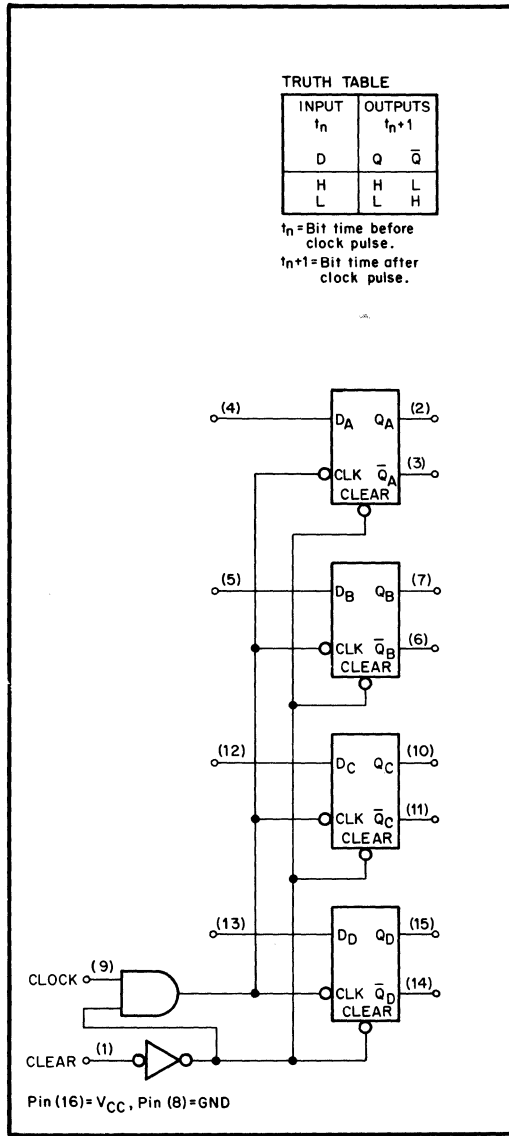 TRUTH TABLE
INPUT OUTPUTS
tn tn+1
D Q Q̅
H H L
L L H
tn=Bit time before
clock pulse.
tn+1=Bit time after
clock pulse.
(4) DA QA (2)
CLK Q̅A (3)
CLEAR
(5) DB QB (7)
CLK Q̅B (6)
CLEAR
(12) DC QC (10)
CLK Q̅C (11)
CLEAR
(13) DD QD (15)
CLOCK (9) CLK Q̅D (14)
CLEAR
CLEAR (1)
Pin (16)=VCC, Pin (8)=GND